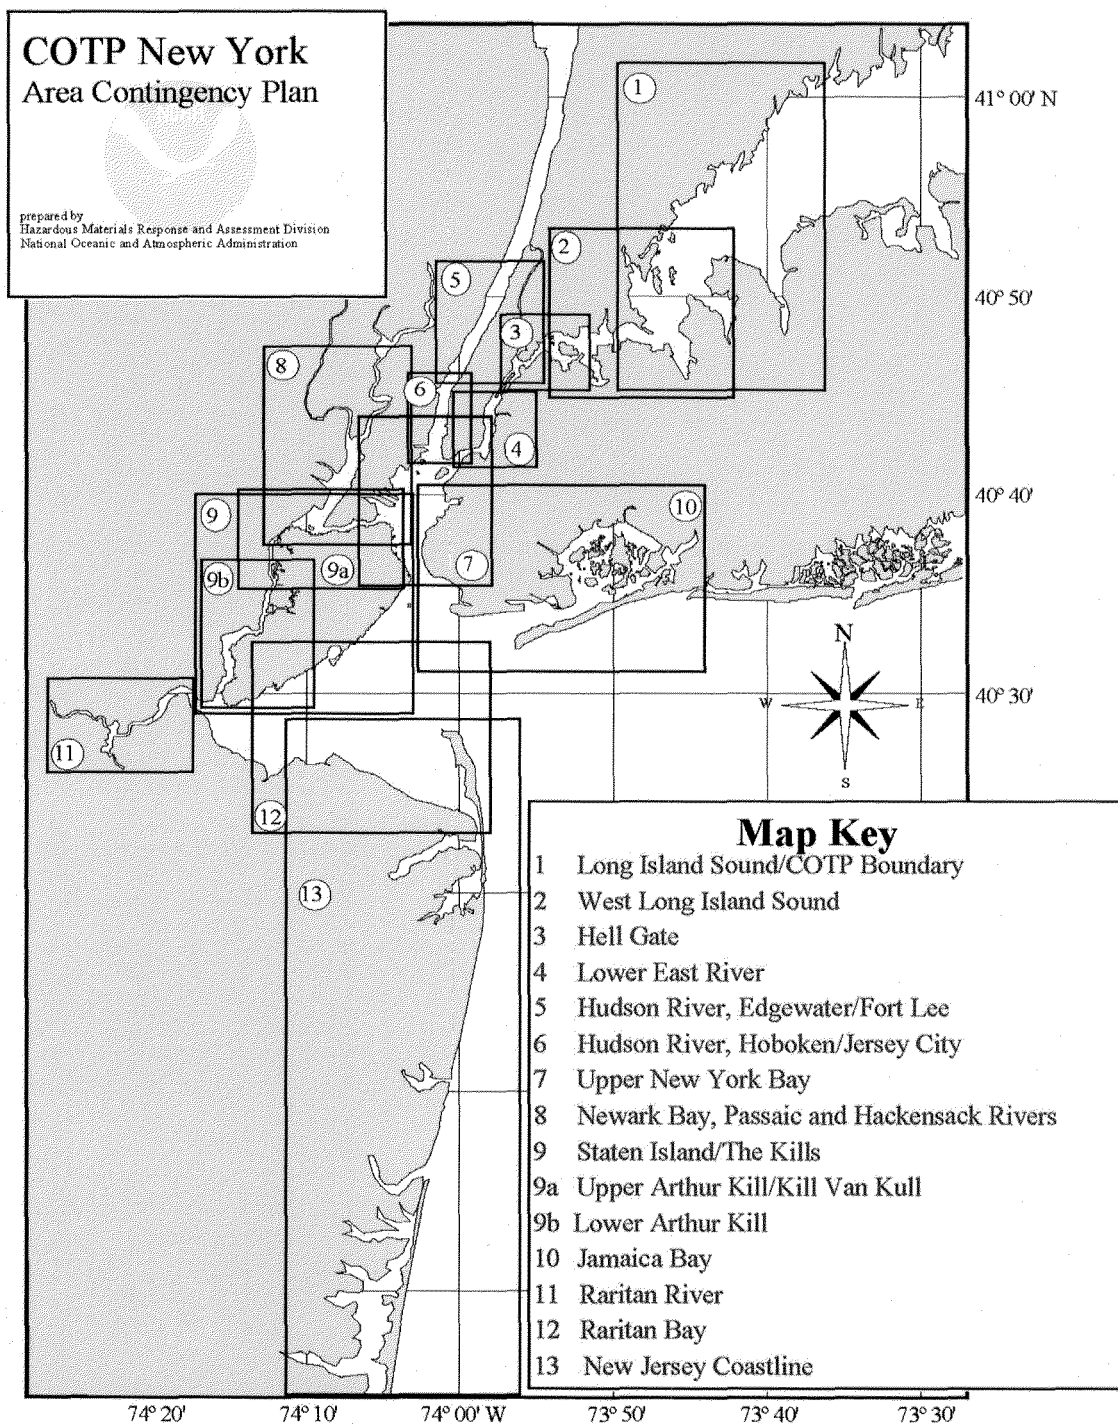 COTP New York
Area Contingency Plan
prepared by
Hazardous Materials Response and Assessment Division
National Oceanic and Atmospheric Administration
1
41° 00' N
2
5
40° 50'
3
8
6
4
40° 40'
9
10
9a
7
9b
N
40° 30'
W
E
11
S
12
13
Map Key
1 Long Island Sound/COTP Boundary
2 West Long Island Sound
3 Hell Gate
4 Lower East River
5 Hudson River, Edgewater/Fort Lee
6 Hudson River, Hoboken/Jersey City
7 Upper New York Bay
8 Newark Bay, Passaic and Hackensack Rivers
9 Staten Island/The Kills
9a Upper Arthur Kill/Kill Van Kull
9b Lower Arthur Kill
10 Jamaica Bay
11 Raritan River
12 Raritan Bay
13 New Jersey Coastline
74° 20' 74° 10' 74° 00' W 73° 50' 73° 40' 73° 30'